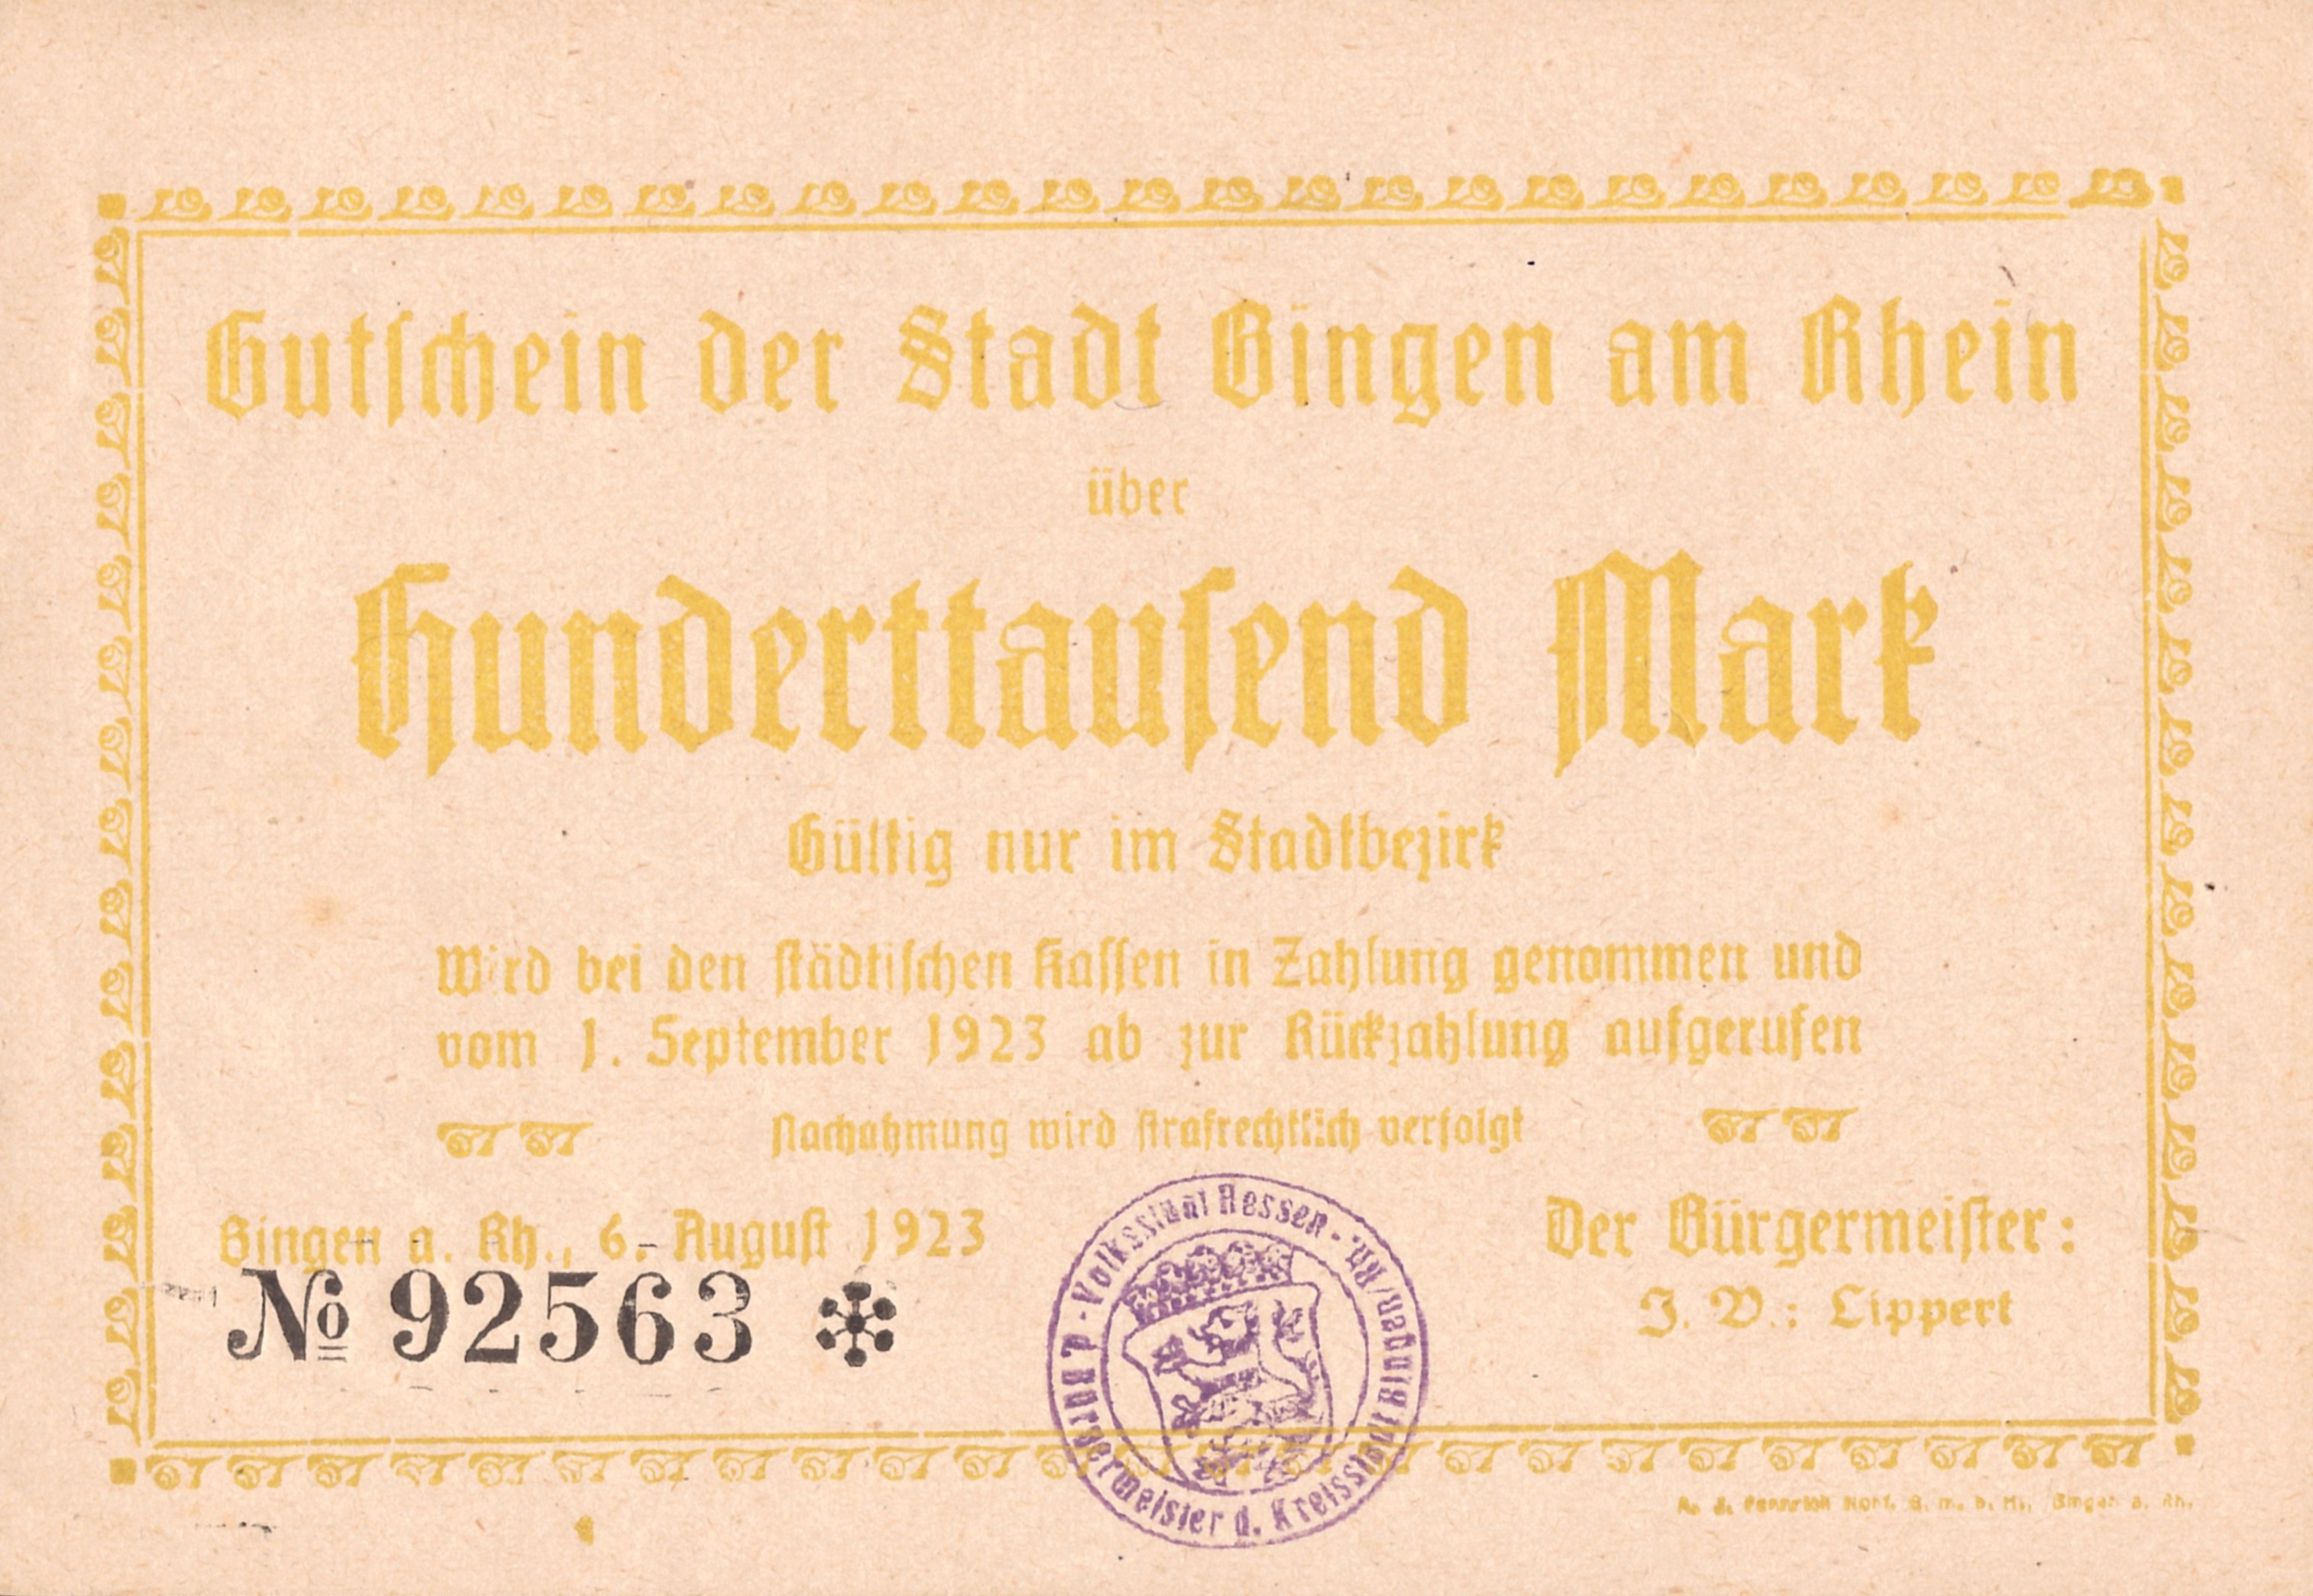 Gutschein der Stadt Bingen am Rhein
über
Hunderttausend Mark
Gültig nur im Stadtbezirk
Wird bei den städtischen Kassen in Zahlung genommen und
vom 1. September 1923 ab zur Rückzahlung aufgerufen
Nachahmung wird strafrechtlich verfolgt
Bingen a. Rh., 6. August 1923
Der Bürgermeister:
J. V.: Lippert
№ 92563
D. Bürgermeister d. Kreisstadt Bingen/Rh. - Volksstaat Hessen -
G. m. b. H., Bingen a. Rh.